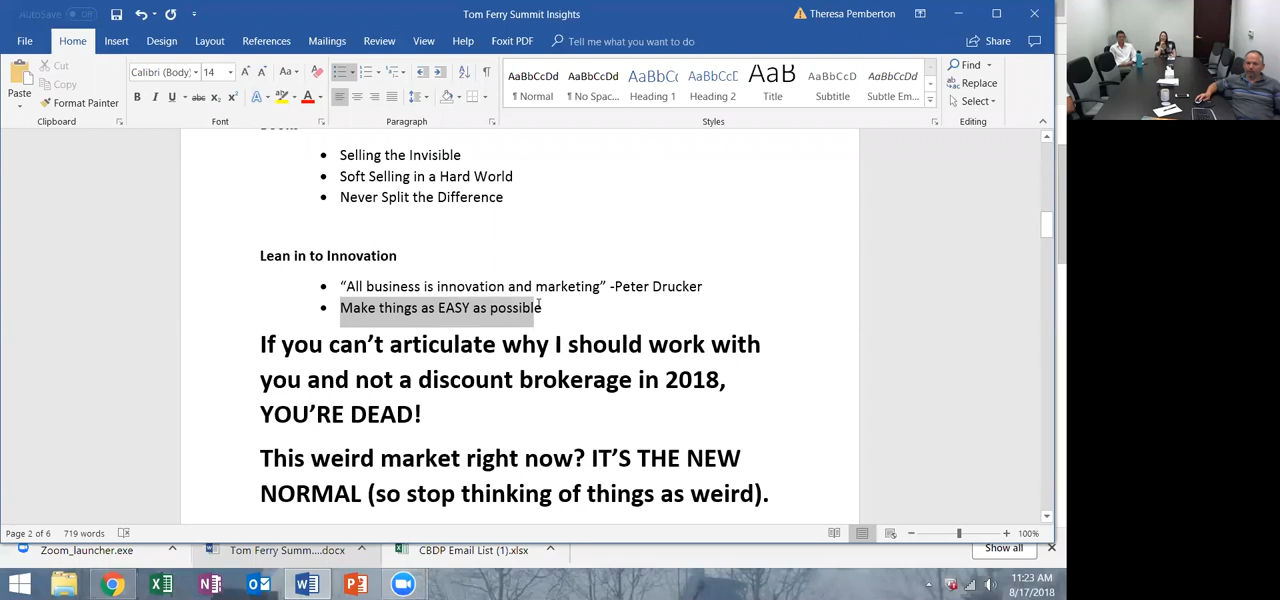 AutoSave Off
Tom Ferry Summit Insights
Theresa Pemberton
File Home Insert Design Layout References Mailings Review View Help Foxit PDF Tell me what you want to do Share
Paste
Cut
Copy
Format Painter
Calibri (Body) 14
Find
Replace
Select
AaBbCcDd AaBbCcDd AaBbCc AaBbCcD AaB AaBbCcD AaBbCcDd
¶ Normal ¶ No Spac... Heading 1 Heading 2 Title Subtitle Subtle Em...
Clipboard Font Paragraph Styles Editing
• Selling the Invisible
• Soft Selling in a Hard World
• Never Split the Difference
Lean in to Innovation
• “All business is innovation and marketing” -Peter Drucker
• Make things as EASY as possible
If you can’t articulate why I should work with
you and not a discount brokerage in 2018,
YOU’RE DEAD!
This weird market right now? IT’S THE NEW
NORMAL (so stop thinking of things as weird).
Page 2 of 6 719 words 100%
Zoom_launcher.exe Tom Ferry Summ....docx CBDP Email List (1).xlsx Show all
11:23 AM
8/17/2018